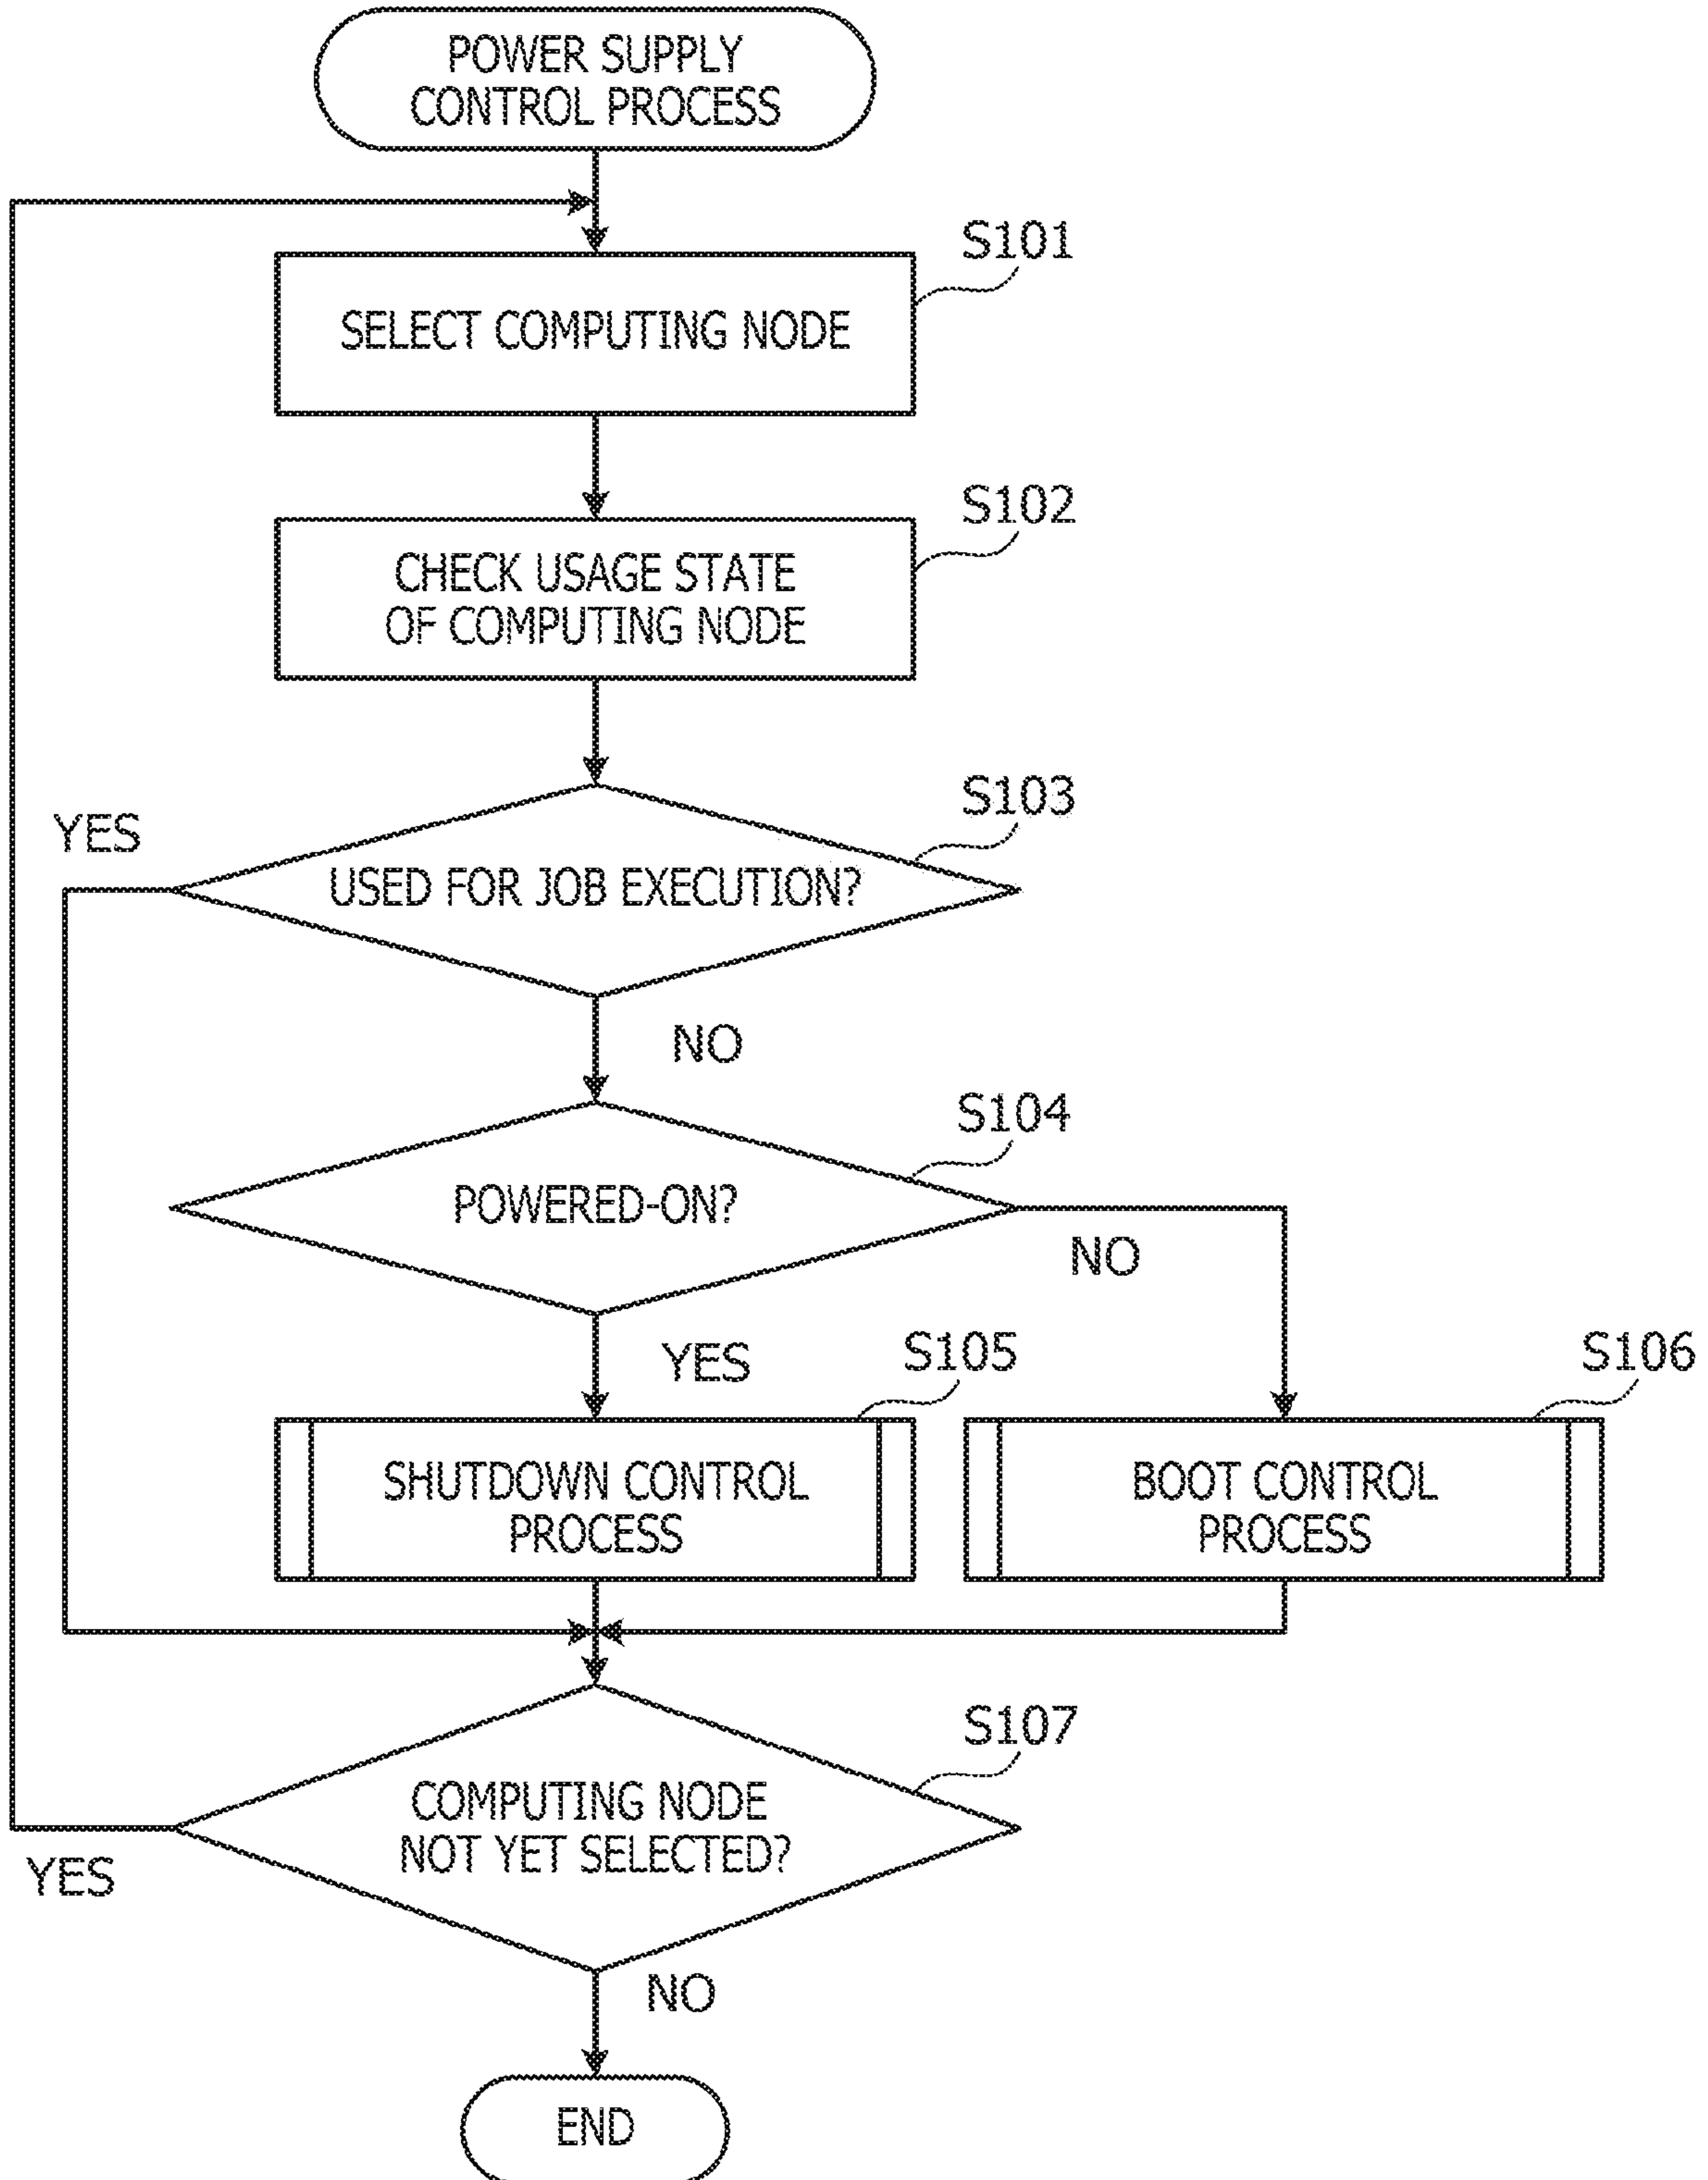 POWER SUPPLY
CONTROL PROCESS
S101
SELECT COMPUTING NODE
S102
CHECK USAGE STATE
OF COMPUTING NODE
S103
YES
USED FOR JOB EXECUTION?
NO
S104
POWERED-ON?
NO
YES
S105
S106
SHUTDOWN CONTROL
PROCESS
BOOT CONTROL
PROCESS
S107
COMPUTING NODE
NOT YET SELECTED?
YES
NO
END